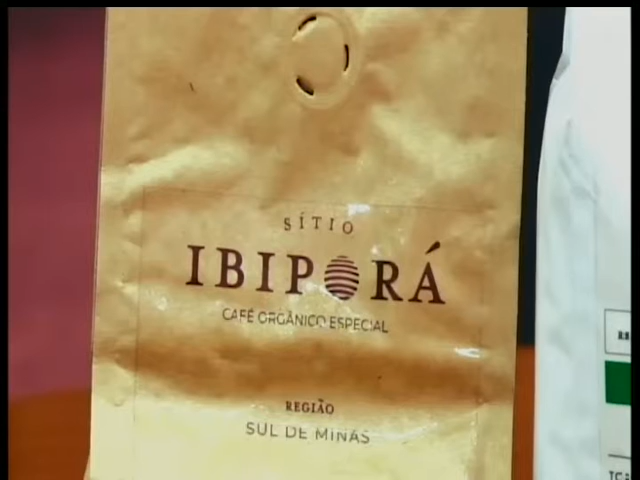 SÍTIO
IBIPORÁ
CAFÉ ORGÂNICO ESPECIAL
REGIÃO
SUL DE MINAS